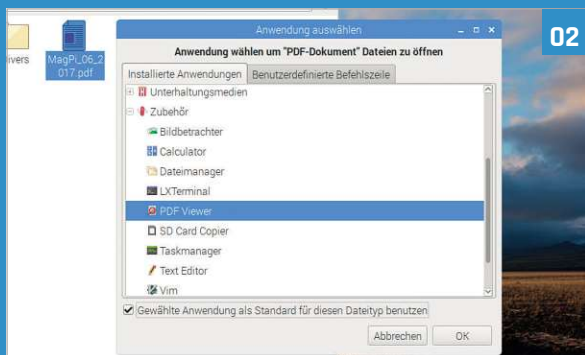 Anwendung auswählen
02
ivers
MagPi_06_2
017.pdf
Anwendung wählen um "PDF-Dokument" Dateien zu öffnen
Installierte Anwendungen
Benutzerdefinierte Befehlszeile
Unterhaltungsmedien
Zubehör
Bildbetrachter
Calculator
Dateimanager
LXTerminal
PDF Viewer
SD Card Copier
Taskmanager
Text Editor
Vim
Gewählte Anwendung als Standard für diesen Dateityp benutzen
Abbrechen
OK